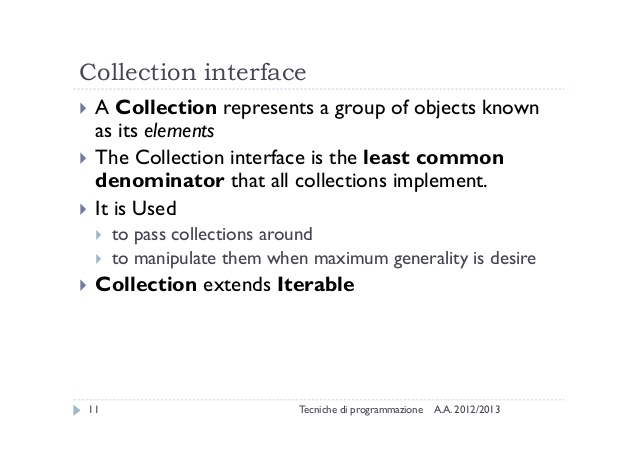 Collection interface
A Collection represents a group of objects known
as its elements
The Collection interface is the least common
denominator that all collections implement.
It is Used
to pass collections around
to manipulate them when maximum generality is desire
Collection extends Iterable
11 Tecniche di programmazione A.A. 2012/2013